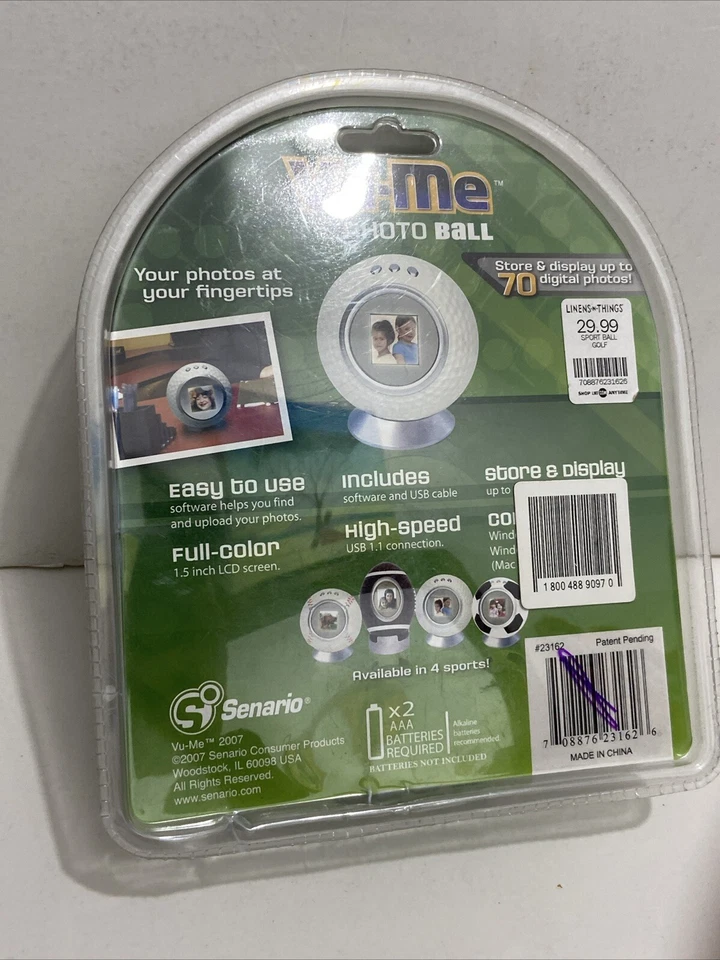 Vu-Me™
PHOTO BALL
Your photos at
your fingertips
Store & display up to
70 digital photos!
LINENS-N-THINGS
29.99
SPORT BALL
GOLF
708876231626
Easy to use
software helps you find
and upload your photos.
Includes
software and USB cable
Store & Display
up to
Full-color
1.5 inch LCD screen.
High-speed
USB 1.1 connection.
Co
Wind
Wind
(Mac
1 800 488 9097 0
Available in 4 sports!
#23162
Patent Pending
7 08876 23162 6
MADE IN CHINA
Senario®
Vu-Me™ 2007
©2007 Senario Consumer Products
Woodstock, IL 60098 USA
All Rights Reserved.
www.senario.com
x2
AAA
BATTERIES
REQUIRED
Alkaline
batteries
recommended.
BATTERIES NOT INCLUDED